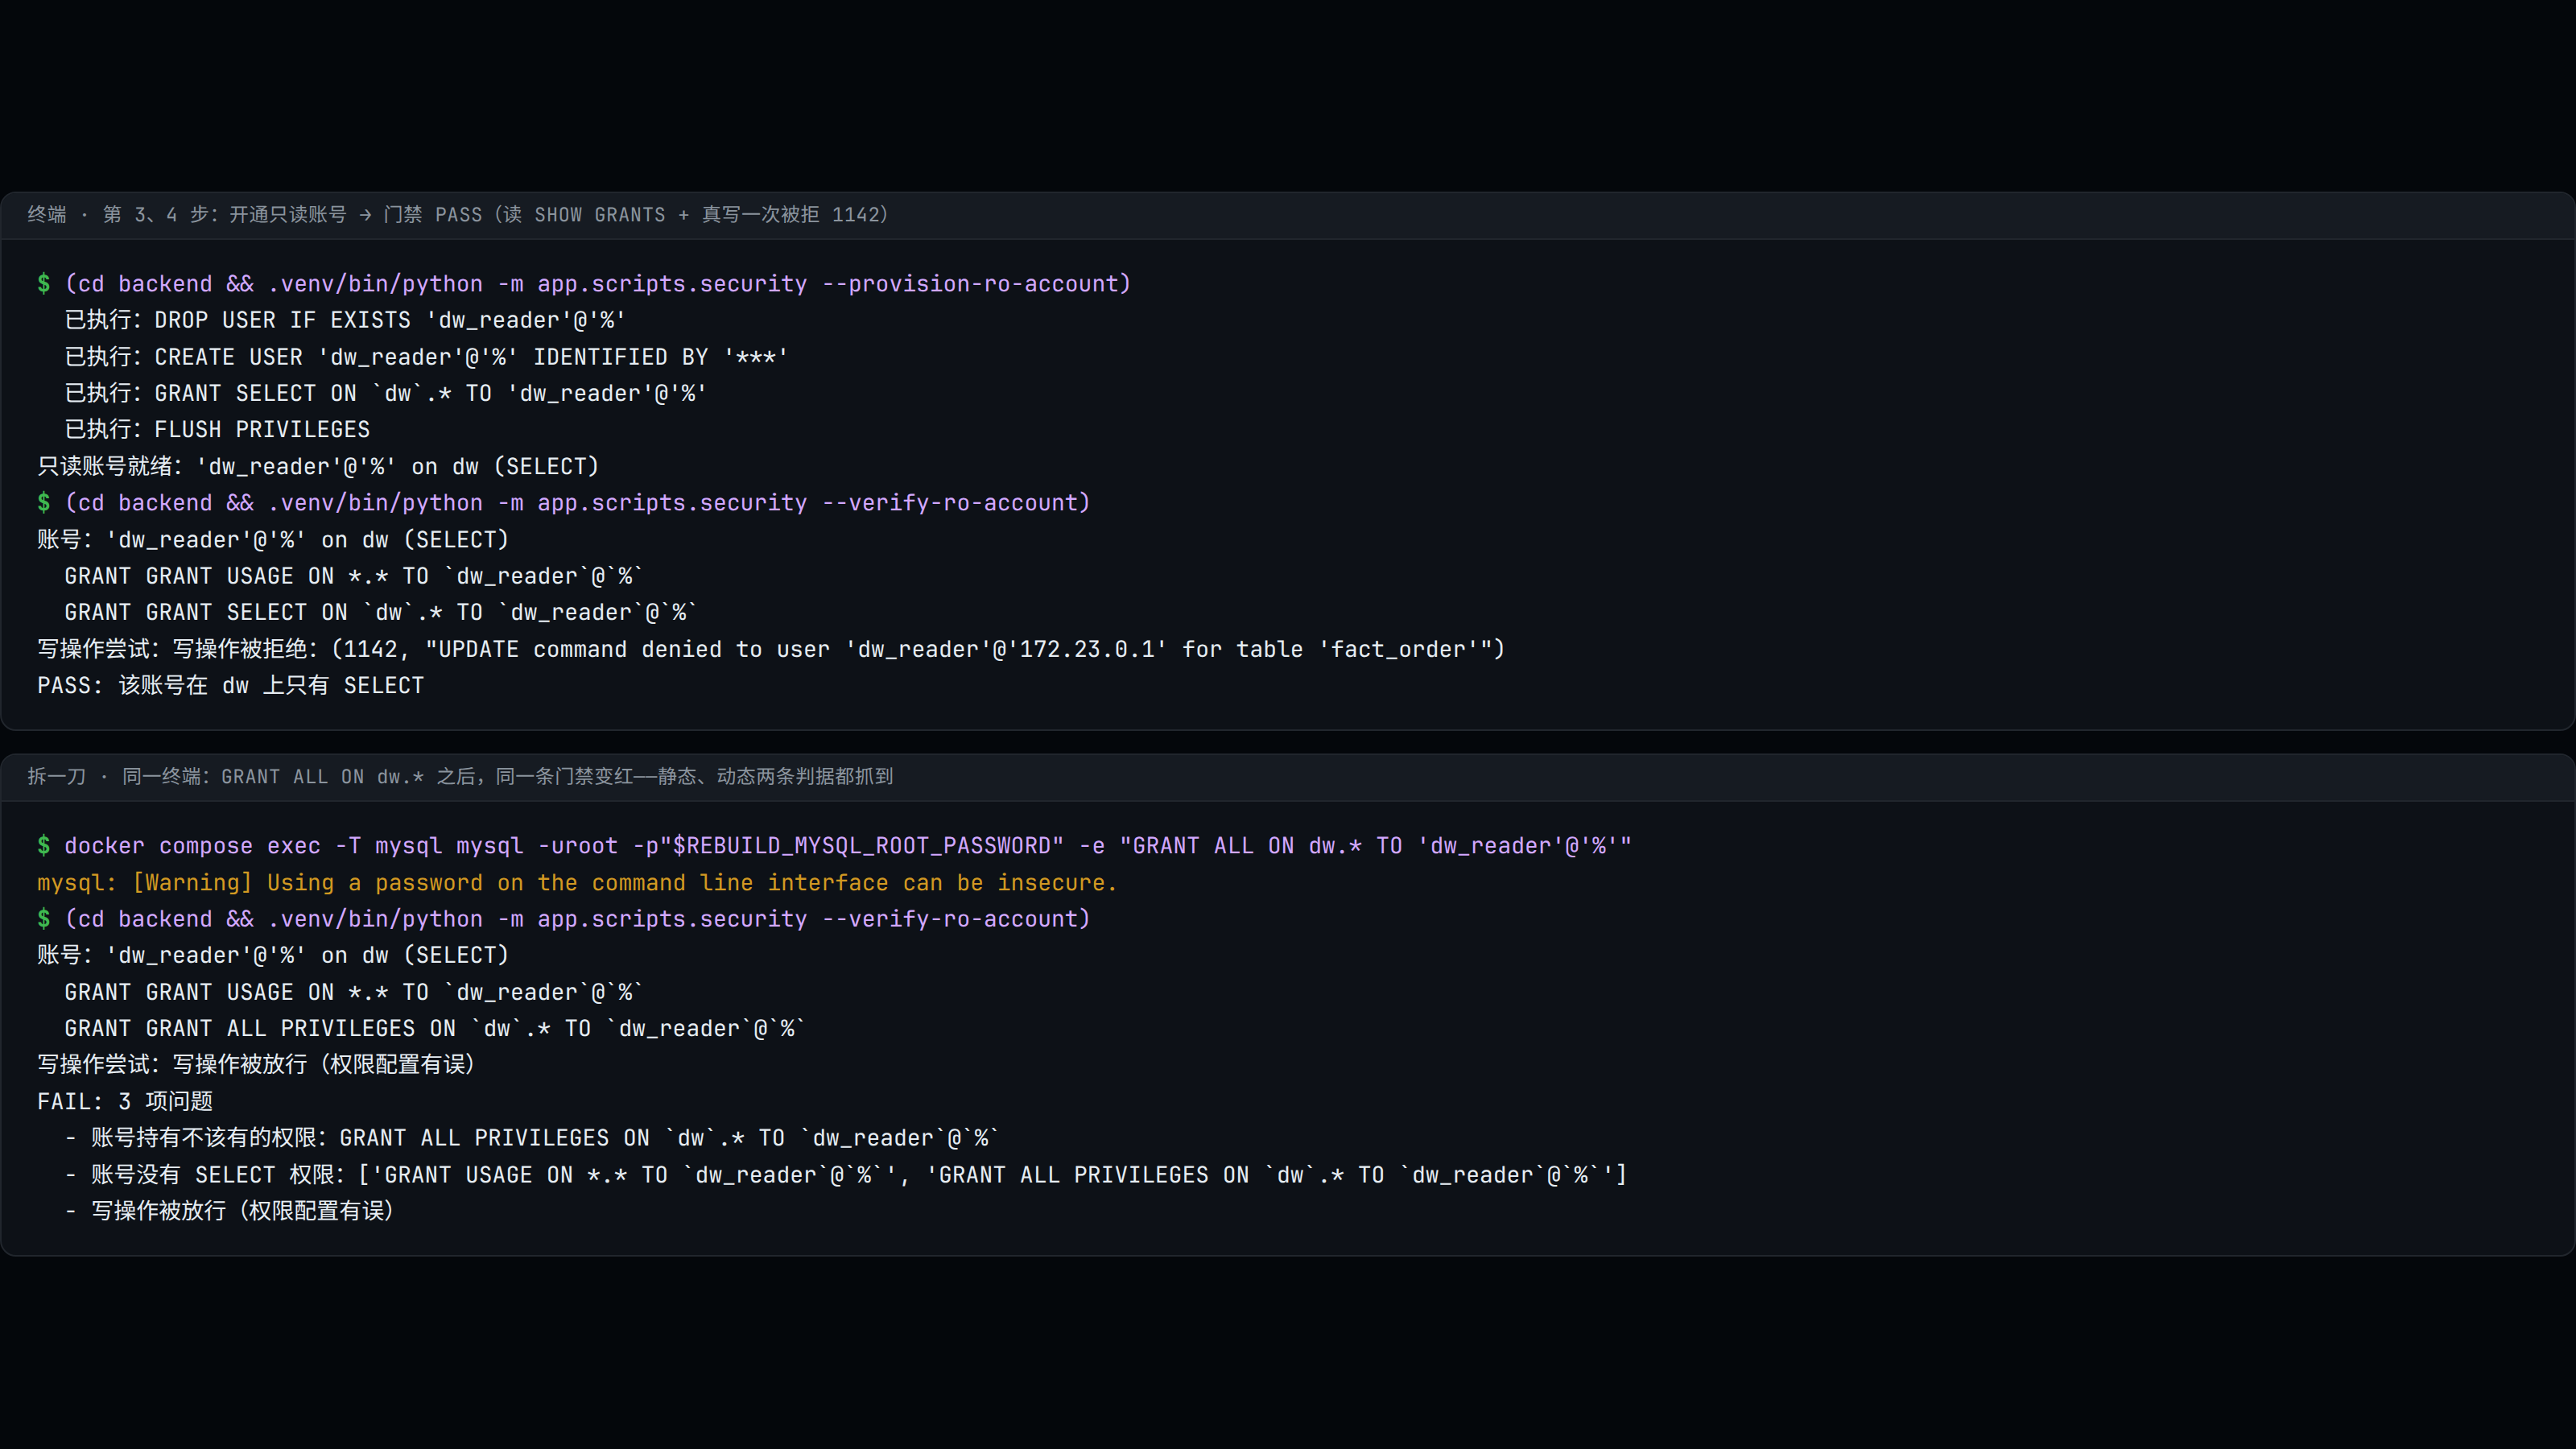 终端 · 第 3、4 步：开通只读账号 → 门禁 PASS（读 SHOW GRANTS + 真写一次被拒 1142）
$ (cd backend && .venv/bin/python -m app.scripts.security --provision-ro-account)
已执行：DROP USER IF EXISTS 'dw_reader'@'%'
已执行：CREATE USER 'dw_reader'@'%' IDENTIFIED BY '***'
已执行：GRANT SELECT ON `dw`.* TO 'dw_reader'@'%'
已执行：FLUSH PRIVILEGES
只读账号就绪：'dw_reader'@'%' on dw (SELECT)
$ (cd backend && .venv/bin/python -m app.scripts.security --verify-ro-account)
账号：'dw_reader'@'%' on dw (SELECT)
GRANT GRANT USAGE ON *.* TO `dw_reader`@`%`
GRANT GRANT SELECT ON `dw`.* TO `dw_reader`@`%`
写操作尝试：写操作被拒绝：(1142, "UPDATE command denied to user 'dw_reader'@'172.23.0.1' for table 'fact_order'")
PASS: 该账号在 dw 上只有 SELECT
拆一刀 · 同一终端：GRANT ALL ON dw.* 之后，同一条门禁变红——静态、动态两条判据都抓到
$ docker compose exec -T mysql mysql -uroot -p"$REBUILD_MYSQL_ROOT_PASSWORD" -e "GRANT ALL ON dw.* TO 'dw_reader'@'%'"
mysql: [Warning] Using a password on the command line interface can be insecure.
$ (cd backend && .venv/bin/python -m app.scripts.security --verify-ro-account)
账号：'dw_reader'@'%' on dw (SELECT)
GRANT GRANT USAGE ON *.* TO `dw_reader`@`%`
GRANT GRANT ALL PRIVILEGES ON `dw`.* TO `dw_reader`@`%`
写操作尝试：写操作被放行（权限配置有误）
FAIL: 3 项问题
- 账号持有不该有的权限：GRANT ALL PRIVILEGES ON `dw`.* TO `dw_reader`@`%`
- 账号没有 SELECT 权限：['GRANT USAGE ON *.* TO `dw_reader`@`%`', 'GRANT ALL PRIVILEGES ON `dw`.* TO `dw_reader`@`%`']
- 写操作被放行（权限配置有误）